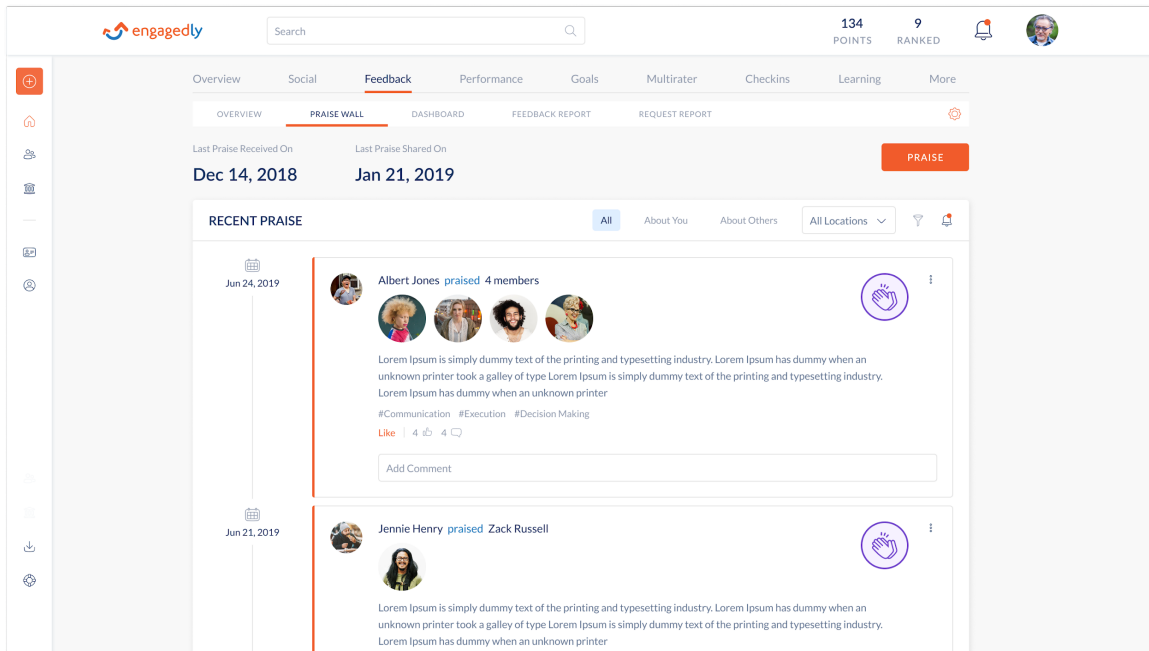 engagedly
Search
134
POINTS
9
RANKED
Overview Social Feedback Performance Goals Multirater Checkins Learning More
OVERVIEW PRAISE WALL DASHBOARD FEEDBACK REPORT REQUEST REPORT
Last Praise Received On
Dec 14, 2018
Last Praise Shared On
Jan 21, 2019
PRAISE
RECENT PRAISE
All About You About Others All Locations
Jun 24, 2019
Albert Jones praised 4 members
Lorem Ipsum is simply dummy text of the printing and typesetting industry. Lorem Ipsum has dummy when an
unknown printer took a galley of type Lorem Ipsum is simply dummy text of the printing and typesetting industry.
Lorem Ipsum has dummy when an unknown printer
#Communication #Execution #Decision Making
Like 4 4
Add Comment
Jun 21, 2019
Jennie Henry praised Zack Russell
Lorem Ipsum is simply dummy text of the printing and typesetting industry. Lorem Ipsum has dummy when an
unknown printer took a galley of type Lorem Ipsum is simply dummy text of the printing and typesetting industry.
Lorem Ipsum has dummy when an unknown printer